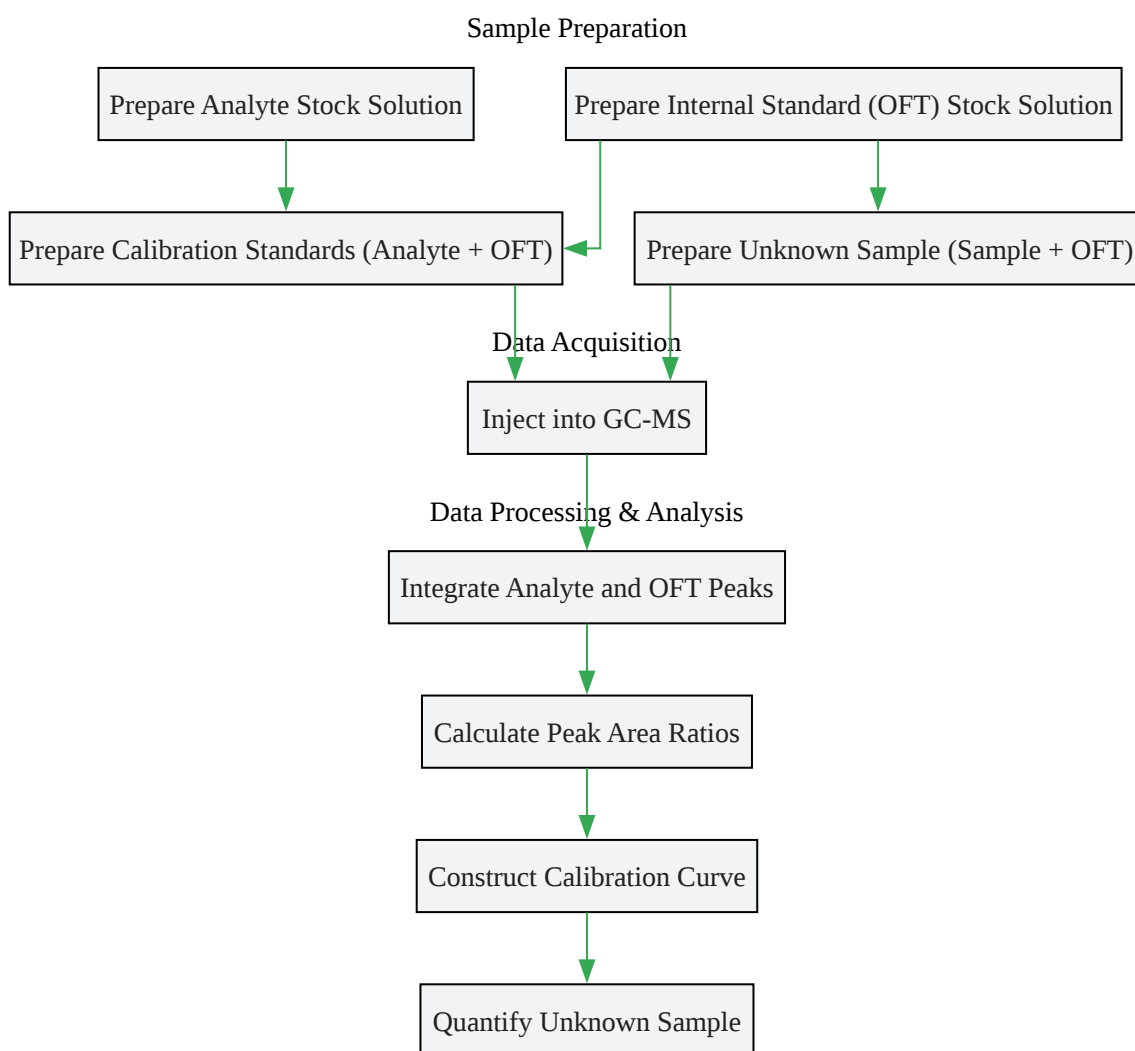 Sample Preparation
Prepare Analyte Stock Solution
Prepare Internal Standard (OFT) Stock Solution
Prepare Calibration Standards (Analyte + OFT)
Prepare Unknown Sample (Sample + OFT)
Data Acquisition
Inject into GC-MS
Data Processing & Analysis
Integrate Analyte and OFT Peaks
Calculate Peak Area Ratios
Construct Calibration Curve
Quantify Unknown Sample